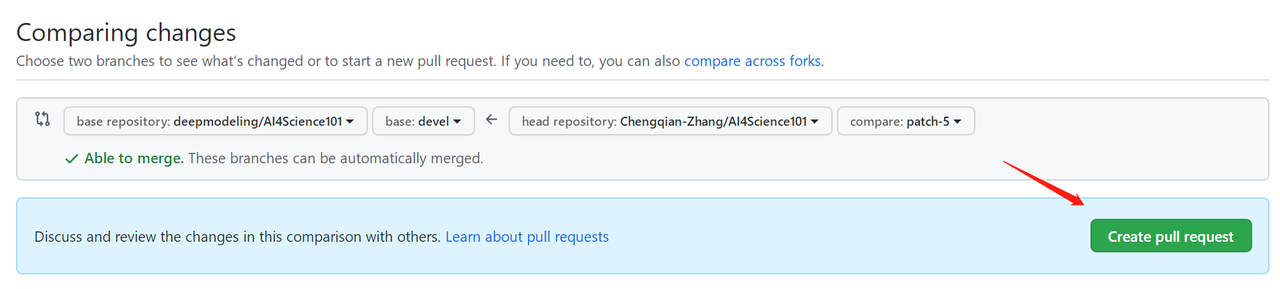 Comparing changes
Choose two branches to see what's changed or to start a new pull request. If you need to, you can also compare across forks.
base repository: deepmodeling/AI4Science101 base: devel head repository: Chengqian-Zhang/AI4Science101 compare: patch-5
Able to merge. These branches can be automatically merged.
Discuss and review the changes in this comparison with others. Learn about pull requests Create pull request